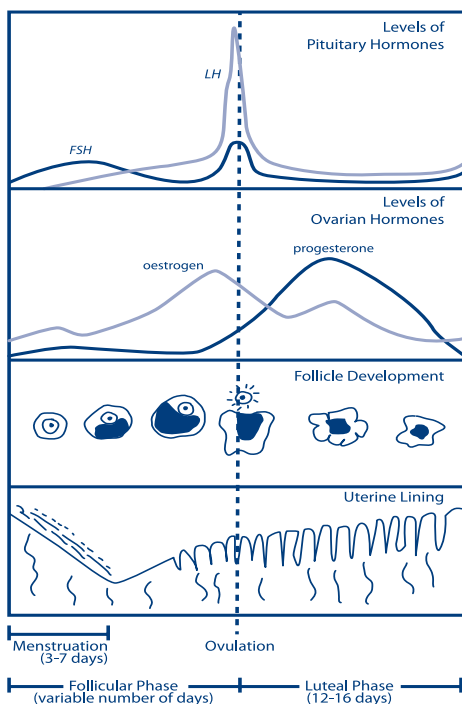 Levels of
Pituitary Hormones
LH
FSH
Levels of
Ovarian Hormones
progesterone
oestrogen
Follicle Development
Uterine Lining
Menstruation
(3-7 days)
Ovulation
Follicular Phase
(variable number of days)
Luteal Phase
(12-16 days)